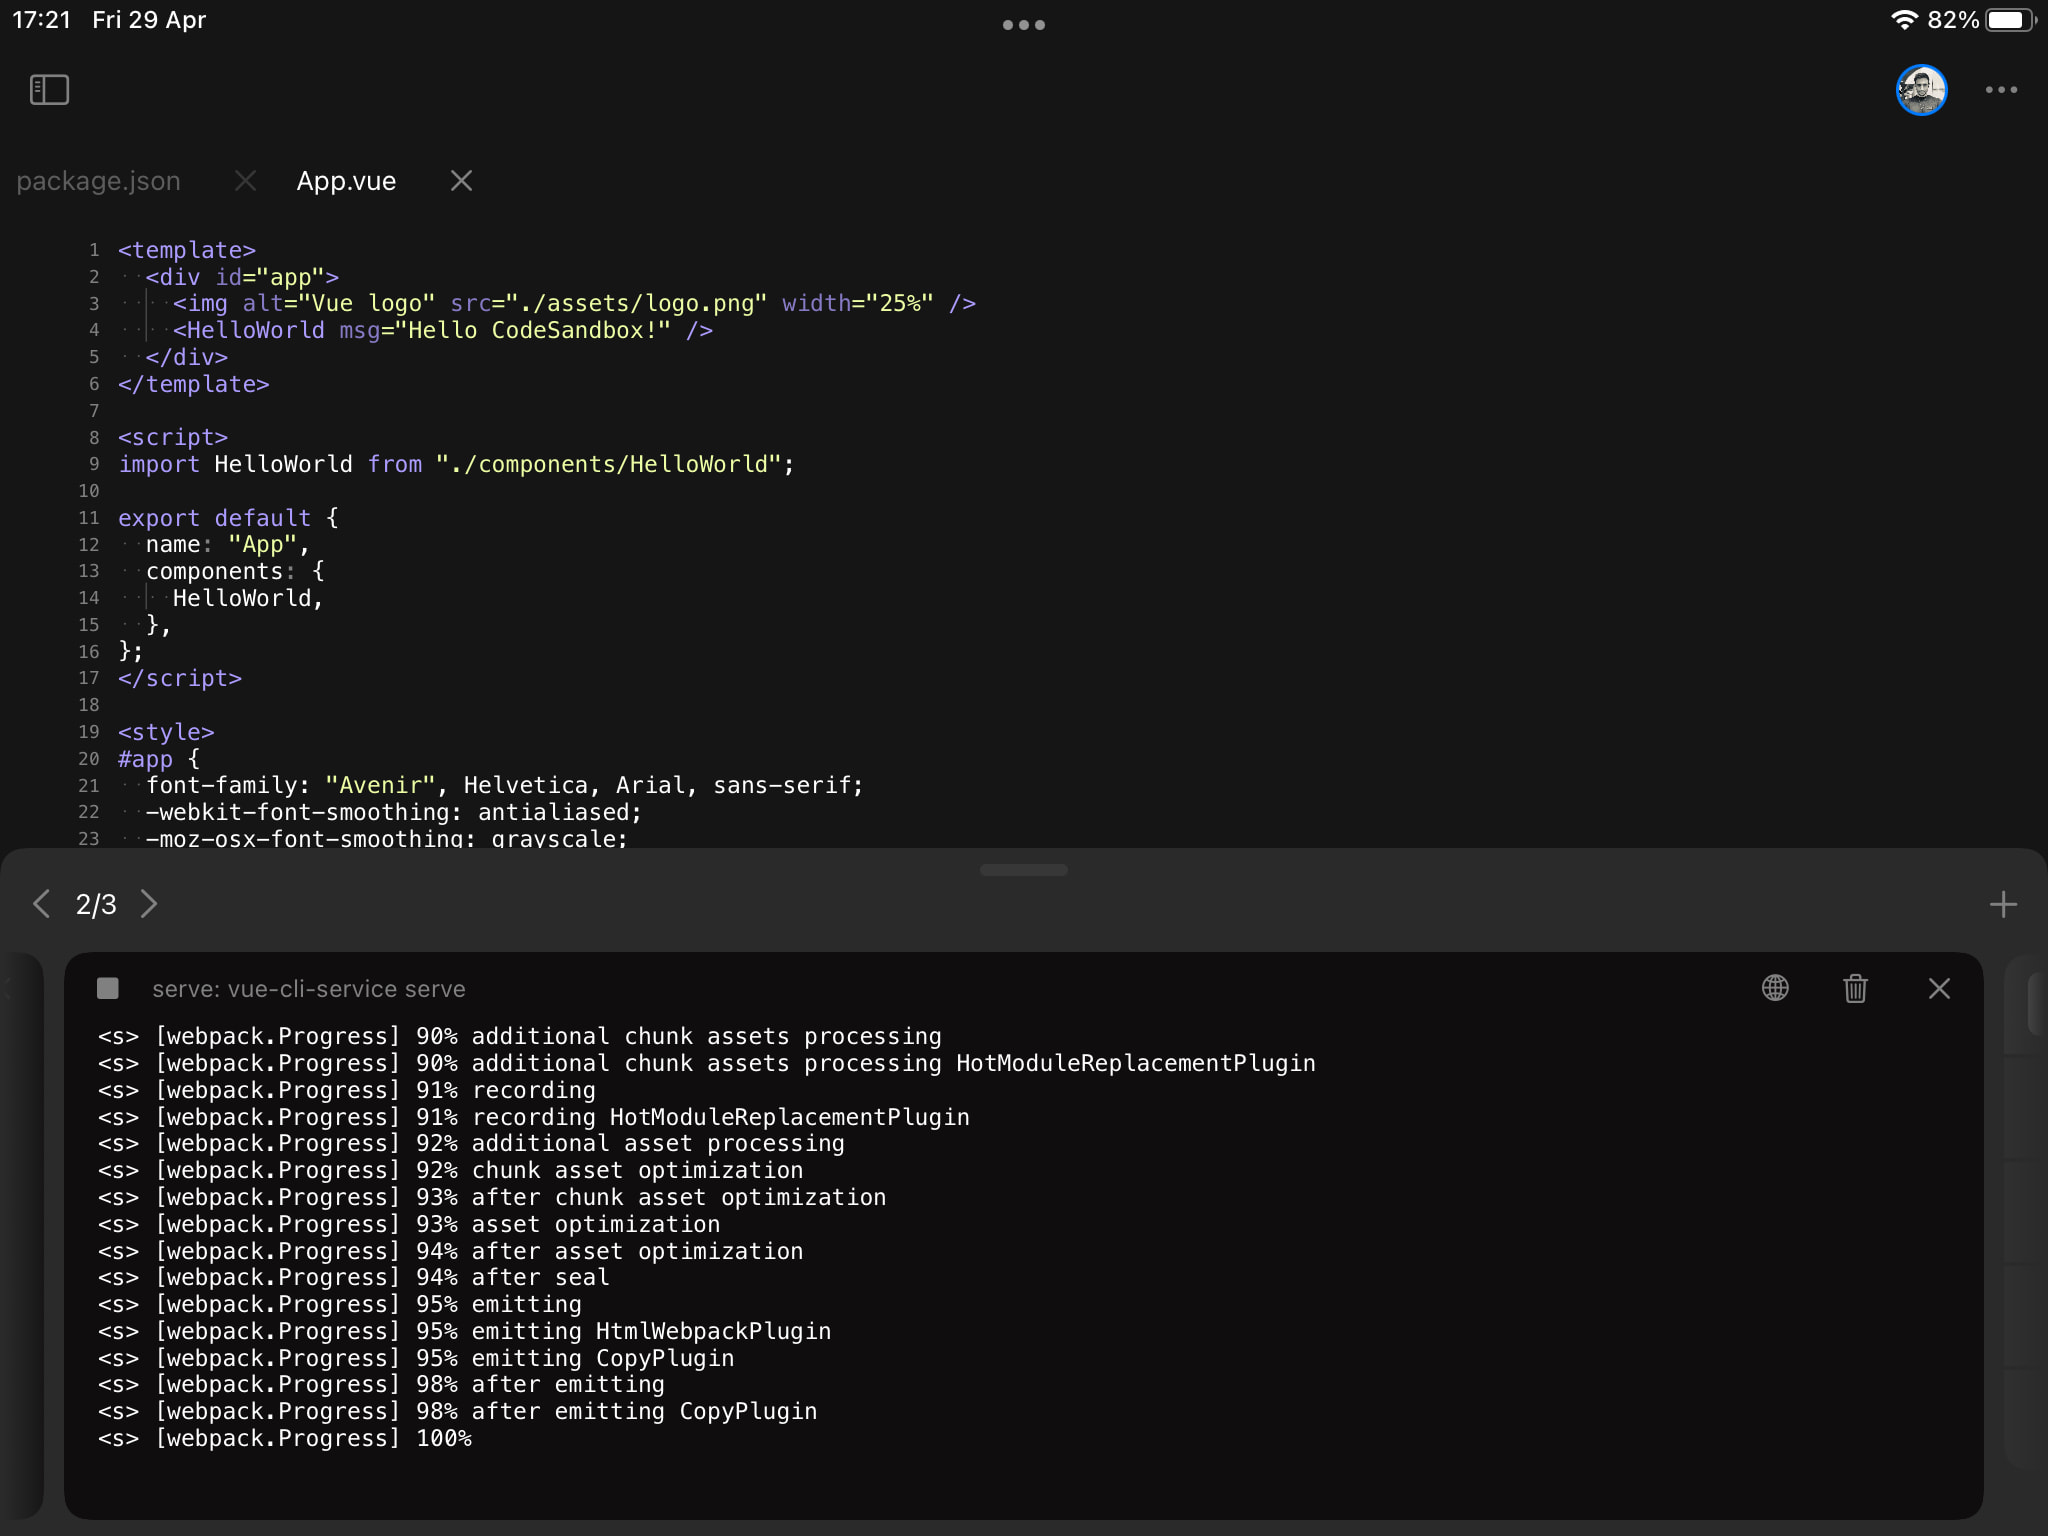 17:21 Fri 29 Apr
82%
package.json App.vue
1 <template>
2 <div id="app">
3 <img alt="Vue logo" src="./assets/logo.png" width="25%" />
4 <HelloWorld msg="Hello CodeSandbox!" />
5 </div>
6 </template>
7
8 <script>
9 import HelloWorld from "./components/HelloWorld";
10
11 export default {
12 name: "App",
13 components: {
14 HelloWorld,
15 },
16 };
17 </script>
18
19 <style>
20 #app {
21 font-family: "Avenir", Helvetica, Arial, sans-serif;
22 -webkit-font-smoothing: antialiased;
23 -moz-osx-font-smoothing: grayscale;
2/3
serve: vue-cli-service serve
<s> [webpack.Progress] 90% additional chunk assets processing
<s> [webpack.Progress] 90% additional chunk assets processing HotModuleReplacementPlugin
<s> [webpack.Progress] 91% recording
<s> [webpack.Progress] 91% recording HotModuleReplacementPlugin
<s> [webpack.Progress] 92% additional asset processing
<s> [webpack.Progress] 92% chunk asset optimization
<s> [webpack.Progress] 93% after chunk asset optimization
<s> [webpack.Progress] 93% asset optimization
<s> [webpack.Progress] 94% after asset optimization
<s> [webpack.Progress] 94% after seal
<s> [webpack.Progress] 95% emitting
<s> [webpack.Progress] 95% emitting HtmlWebpackPlugin
<s> [webpack.Progress] 95% emitting CopyPlugin
<s> [webpack.Progress] 98% after emitting
<s> [webpack.Progress] 98% after emitting CopyPlugin
<s> [webpack.Progress] 100%